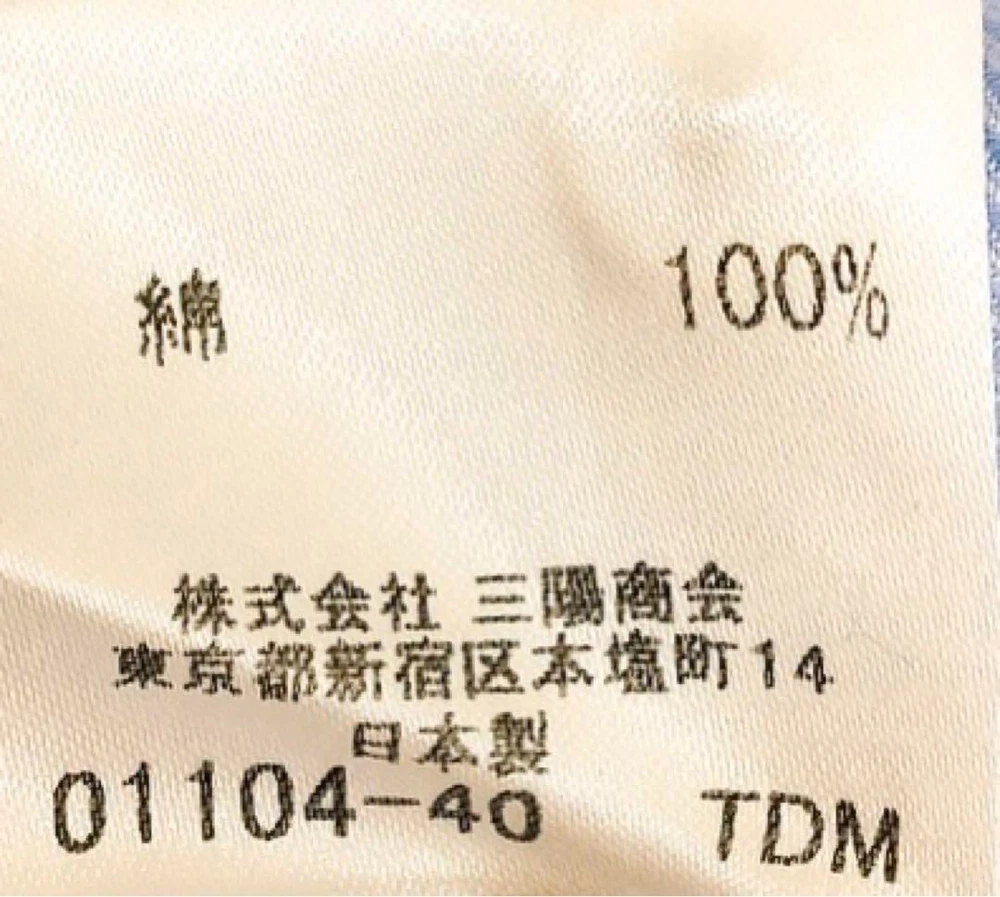 綿 100%
株式会社 三陽商会
東京都新宿区本塩町14
日本製
01104-40 TDM